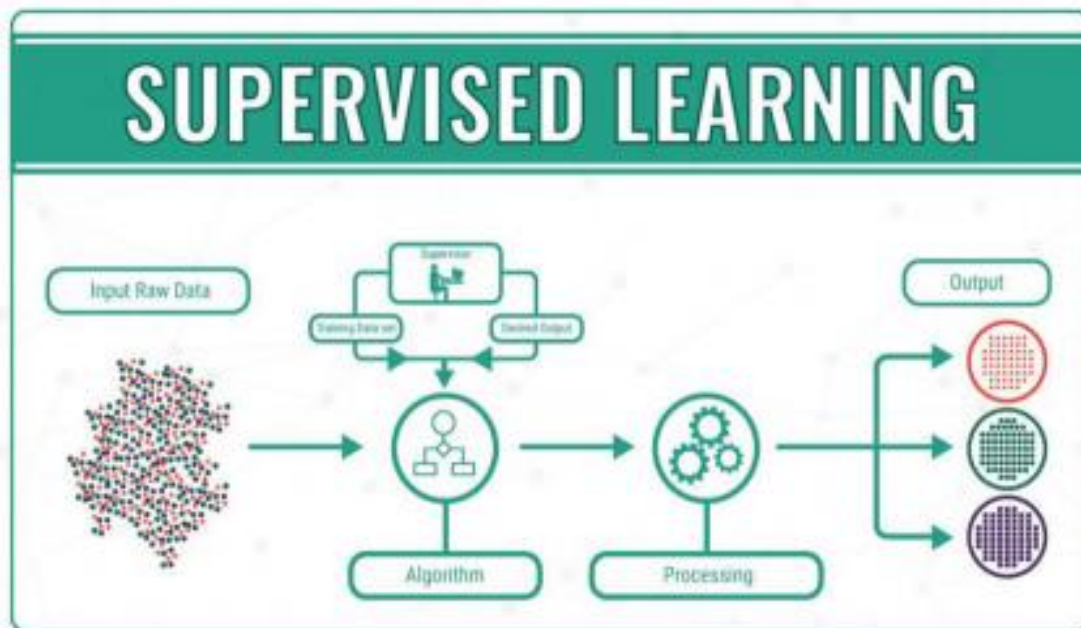 SUPERVISED LEARNING
Supervisor
Input Raw Data
Output
Training Data set
Desired Output
Algorithm
Processing